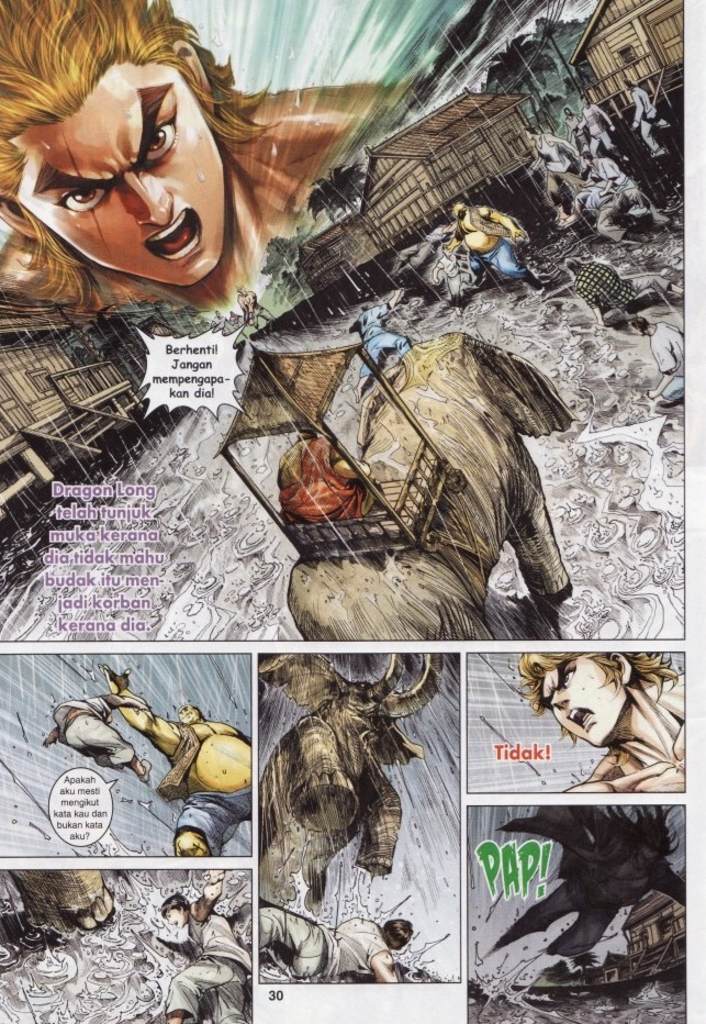 Berhenti!
Jangan
mempengapa-
kan dia!
Dragon Long
telah tunjuk
muka kerana
dia tidak mahu
budak itu men-
jadi korban
kerana dia.
Apakah
aku mesti
mengikut
kata kau dan
bukan kata
aku?
Tidak!
PAP!
30